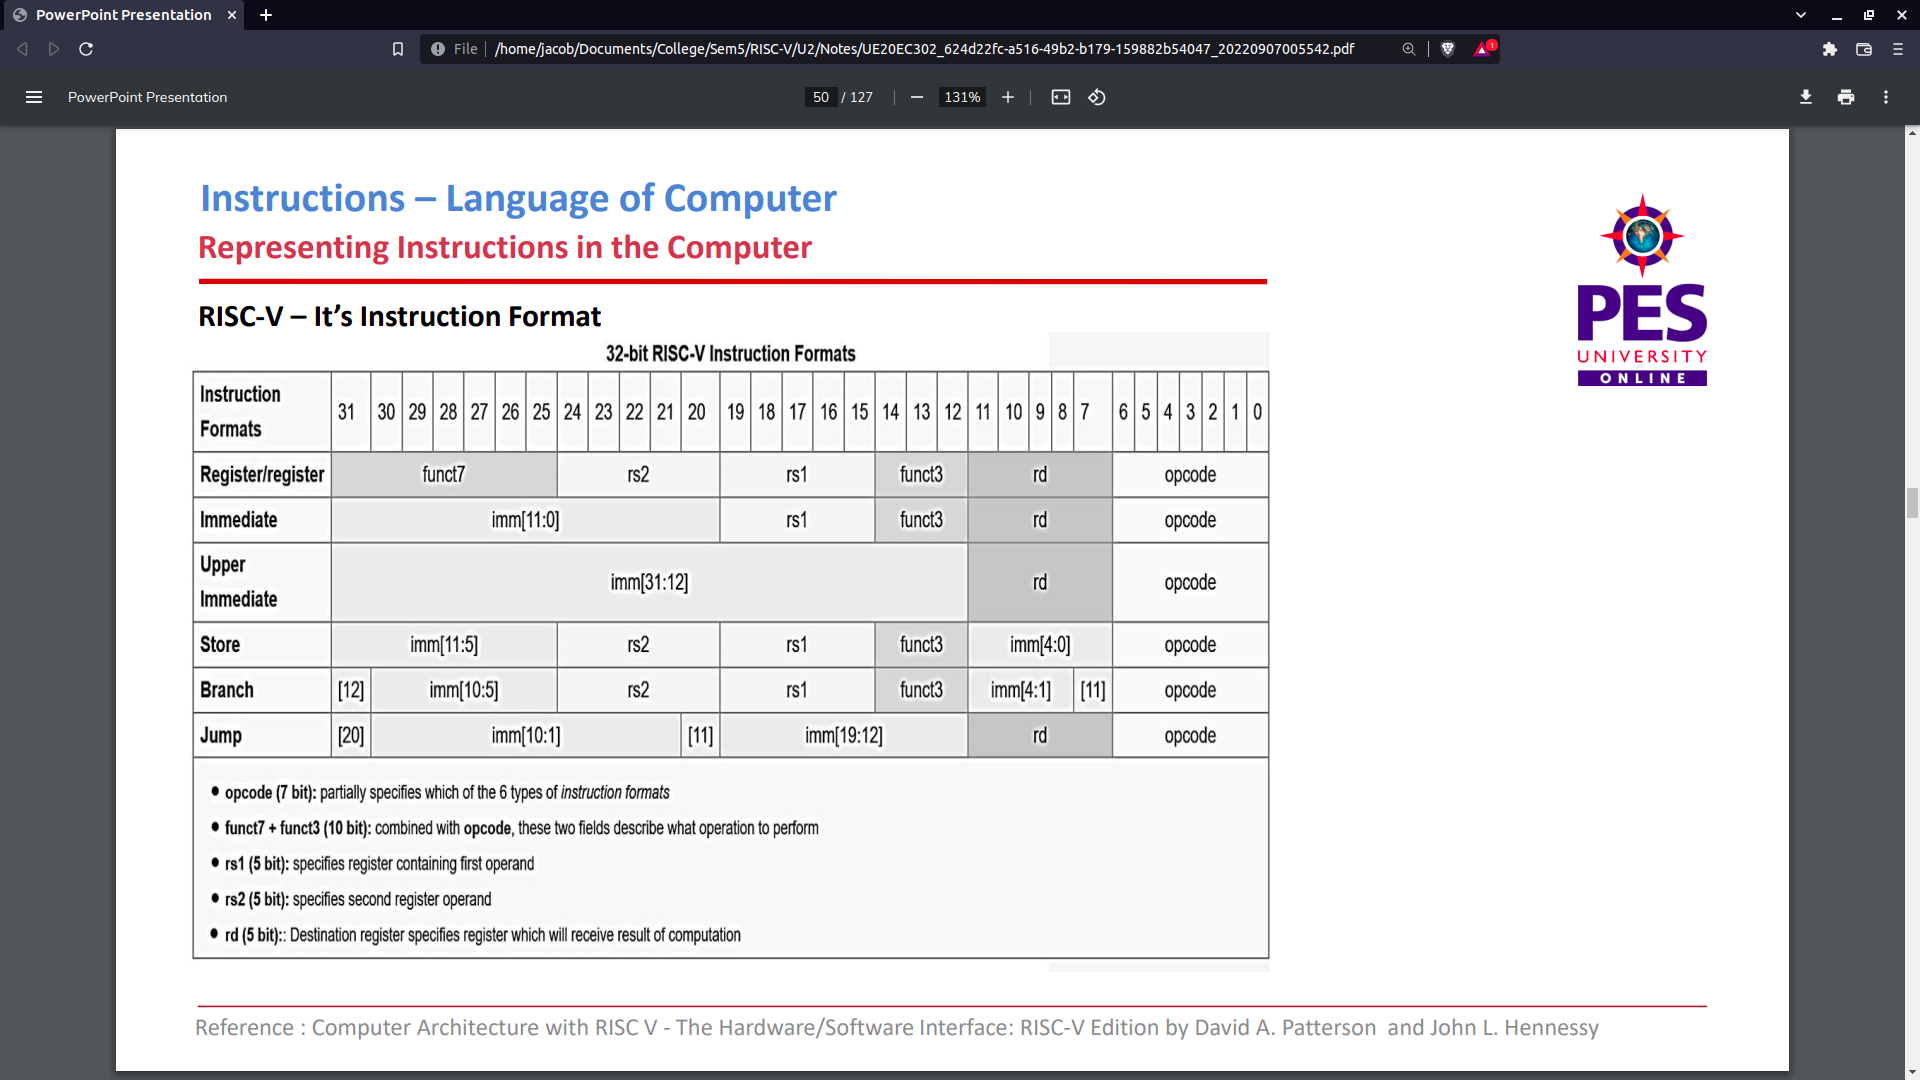 PowerPoint Presentation
File
/home/jacob/Documents/College/Sem5/RISC-V/U2/Notes/UE20EC302_624d22fc-a516-49b2-b179-159882b54047_20220907005542.pdf
1
PowerPoint Presentation
50 / 127
131%
Instructions – Language of Computer
Representing Instructions in the Computer
RISC-V – It’s Instruction Format
PES
UNIVERSITY
ONLINE
32-bit RISC-V Instruction Formats
Instruction Formats 31 30 29 28 27 26 25 24 23 22 21 20 19 18 17 16 15 14 13 12 11 10 9 8 7 6 5 4 3 2 1 0
Register/register funct7 rs2 rs1 funct3 rd opcode
Immediate imm[11:0] rs1 funct3 rd opcode
Upper Immediate imm[31:12] rd opcode
Store imm[11:5] rs2 rs1 funct3 imm[4:0] opcode
Branch [12] imm[10:5] rs2 rs1 funct3 imm[4:1] [11] opcode
Jump [20] imm[10:1] [11] imm[19:12] rd opcode
• opcode (7 bit): partially specifies which of the 6 types of instruction formats
• funct7 + funct3 (10 bit): combined with opcode, these two fields describe what operation to perform
• rs1 (5 bit): specifies register containing first operand
• rs2 (5 bit): specifies second register operand
• rd (5 bit):: Destination register specifies register which will receive result of computation
Reference : Computer Architecture with RISC V - The Hardware/Software Interface: RISC-V Edition by David A. Patterson and John L. Hennessy